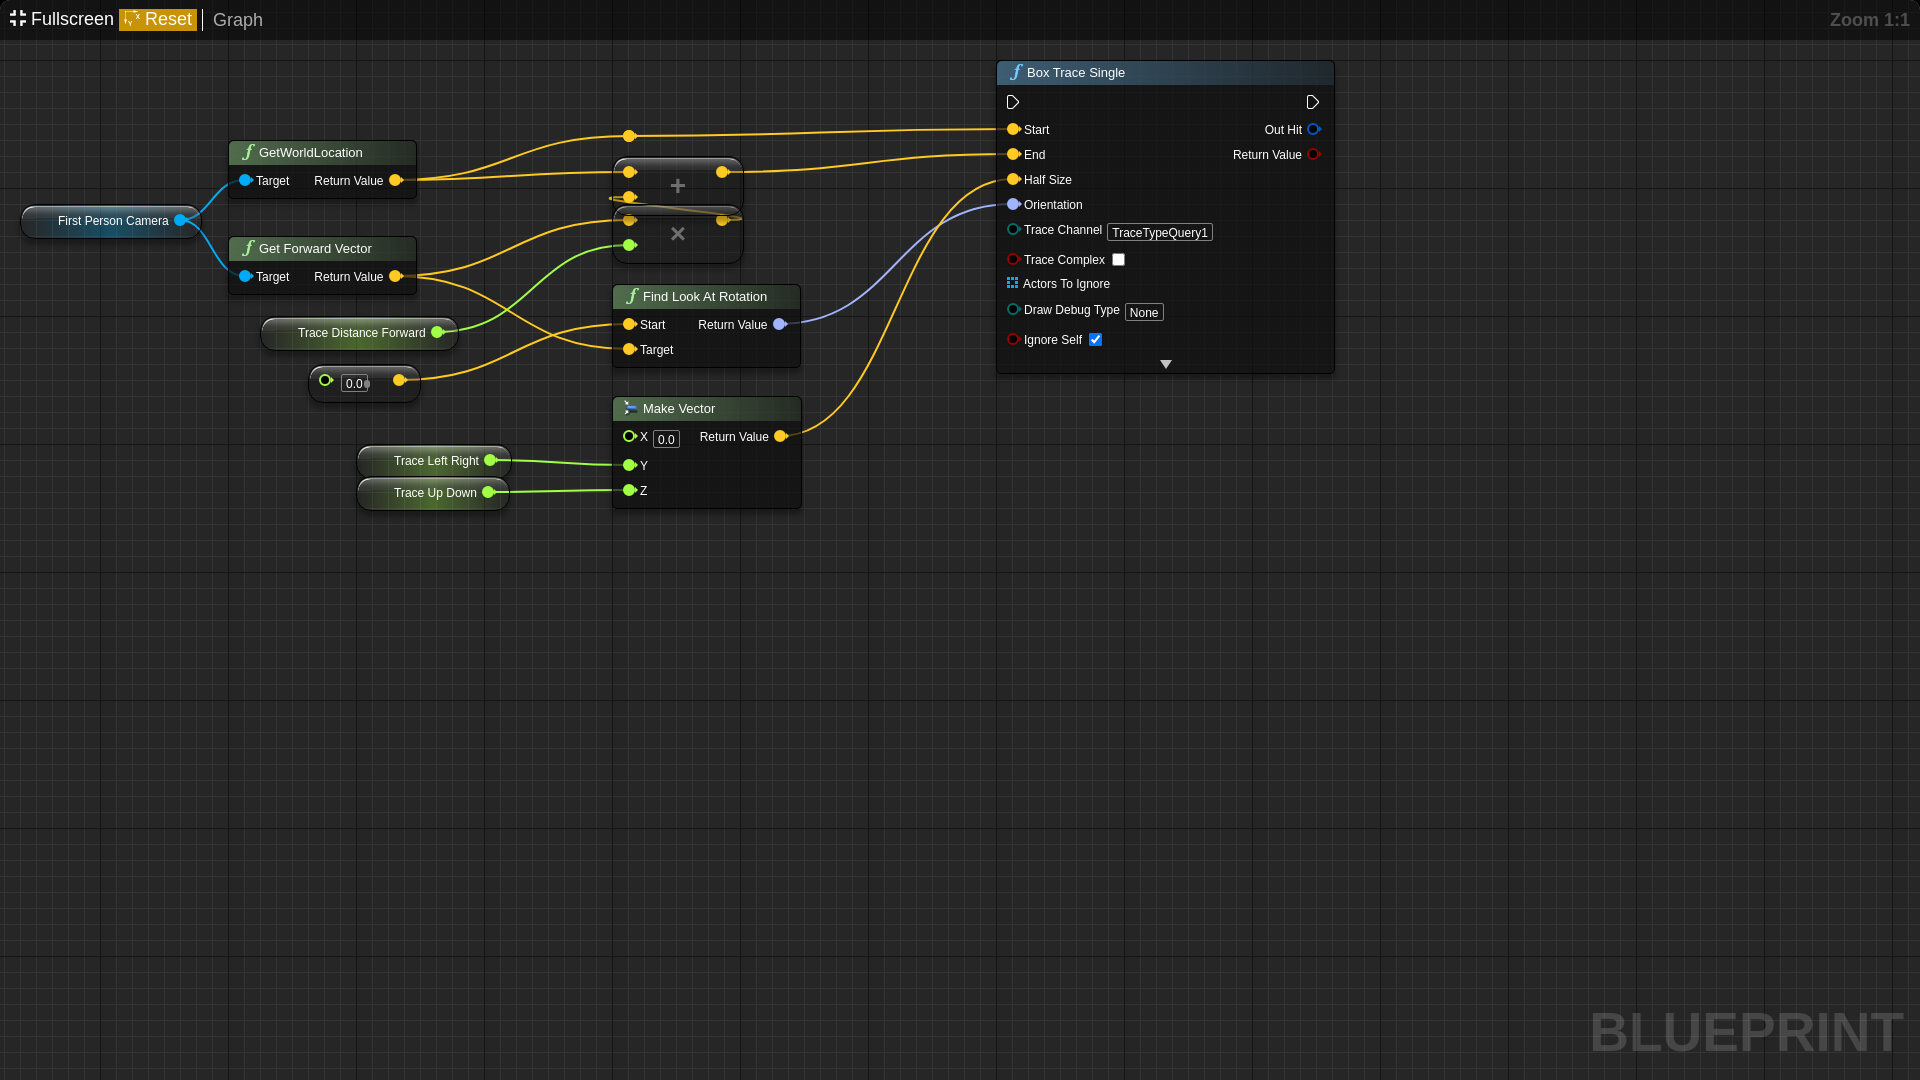 Fullscreen Reset Graph Zoom 1:1
GetWorldLocation
Target Return Value
First Person Camera
Get Forward Vector
Target Return Value
Trace Distance Forward
0.0
Trace Left Right
Trace Up Down
+
×
Find Look At Rotation
Start Return Value
Target
Make Vector
X 0.0 Return Value
Y
Z
Box Trace Single
Start Out Hit
End Return Value
Half Size
Orientation
Trace Channel TraceTypeQuery1
Trace Complex
Actors To Ignore
Draw Debug Type None
Ignore Self
BLUEPRINT